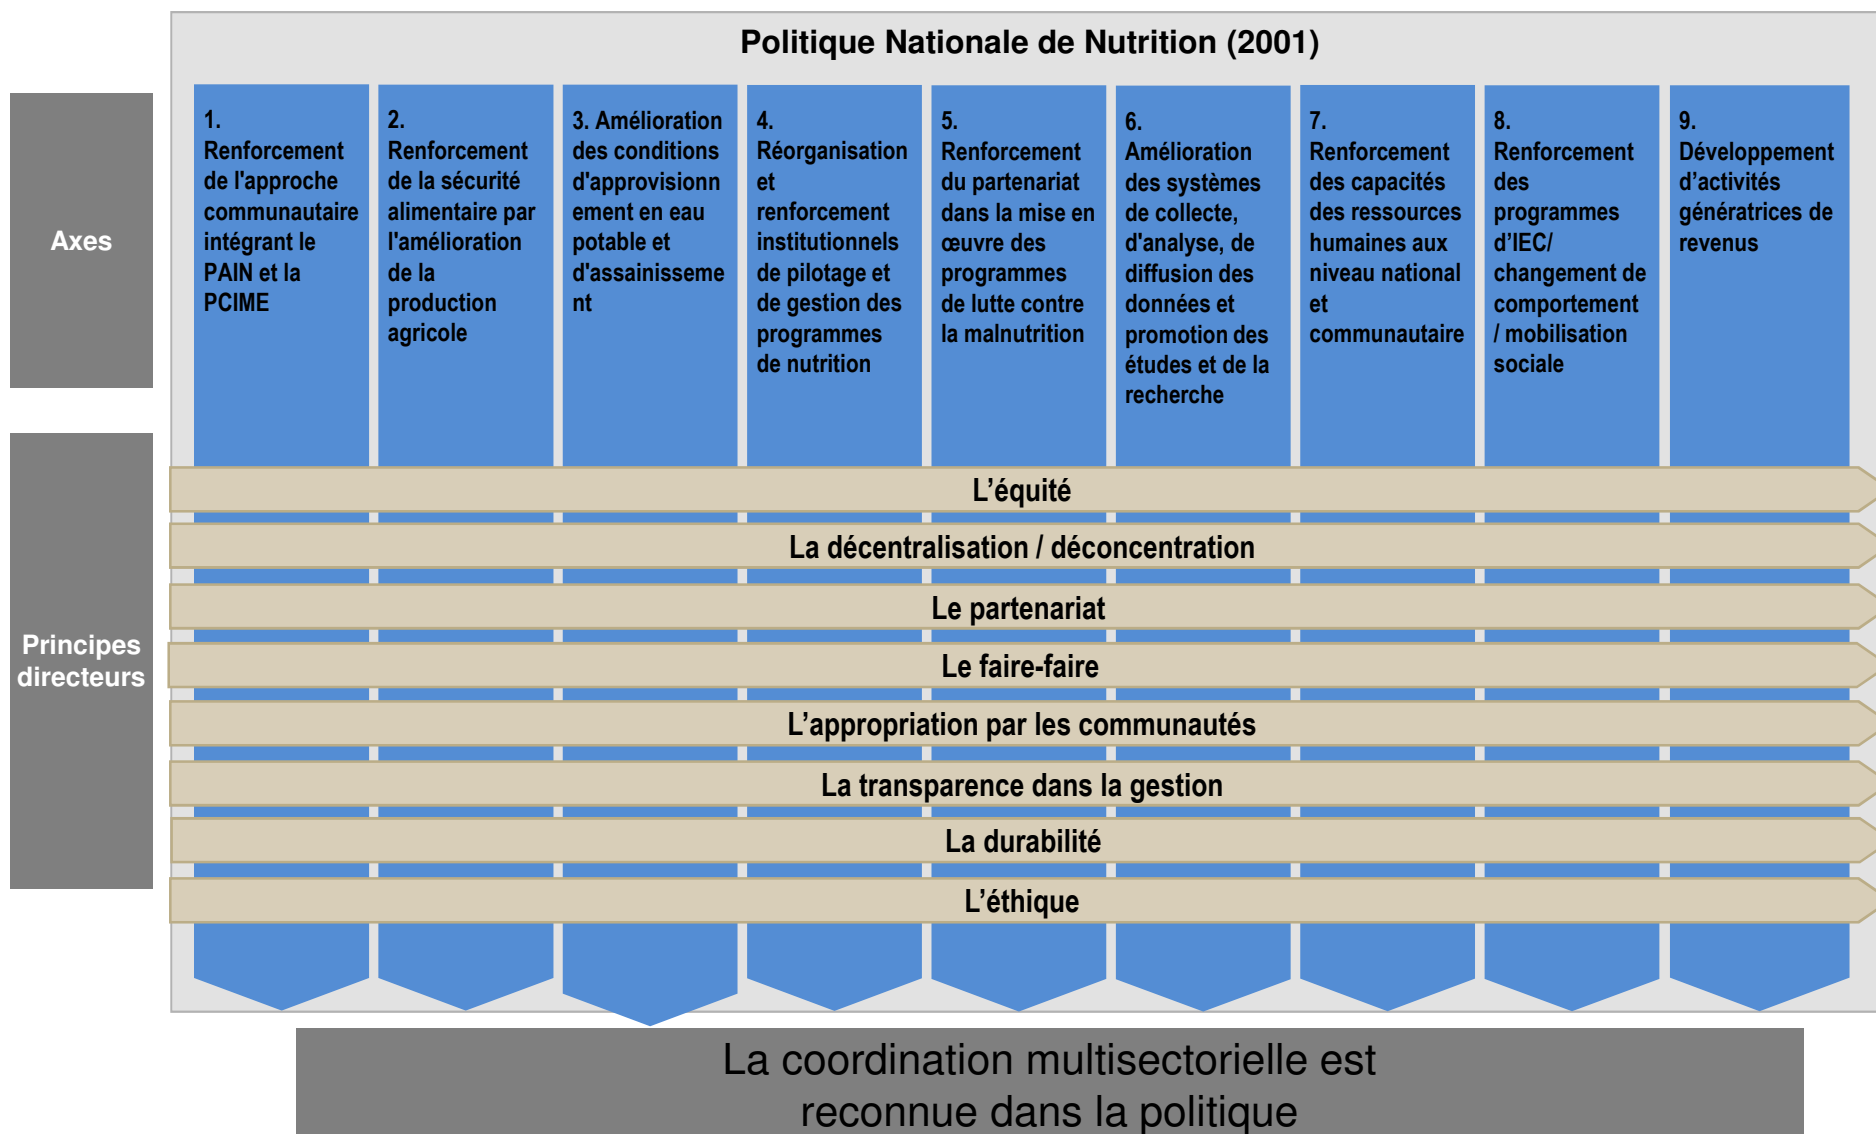 Politique Nationale de Nutrition (2001)
Axes
1.
Renforcement
de l'approche
communautaire
intégrant le
PAIN et la
PCIME
2.
Renforcement
de la sécurité
alimentaire par
l'amélioration
de la
production
agricole
3. Amélioration
des conditions
d'approvisionn
ement en eau
potable et
d'assainisseme
nt
4.
Réorganisation
et
renforcement
institutionnels
de pilotage et
de gestion des
programmes
de nutrition
5.
Renforcement
du partenariat
dans la mise en
œuvre des
programmes
de lutte contre
la malnutrition
6.
Amélioration
des systèmes
de collecte,
d'analyse, de
diffusion des
données et
promotion des
études et de la
recherche
7.
Renforcement
des capacités
des ressources
humaines aux
niveau national
et
communautaire
8.
Renforcement
des
programmes
d’IEC/
changement de
comportement
/ mobilisation
sociale
9.
Développement
d’activités
génératrices de
revenus
Principes
directeurs
L’équité
La décentralisation / déconcentration
Le partenariat
Le faire-faire
L’appropriation par les communautés
La transparence dans la gestion
La durabilité
L’éthique
La coordination multisectorielle est
reconnue dans la politique